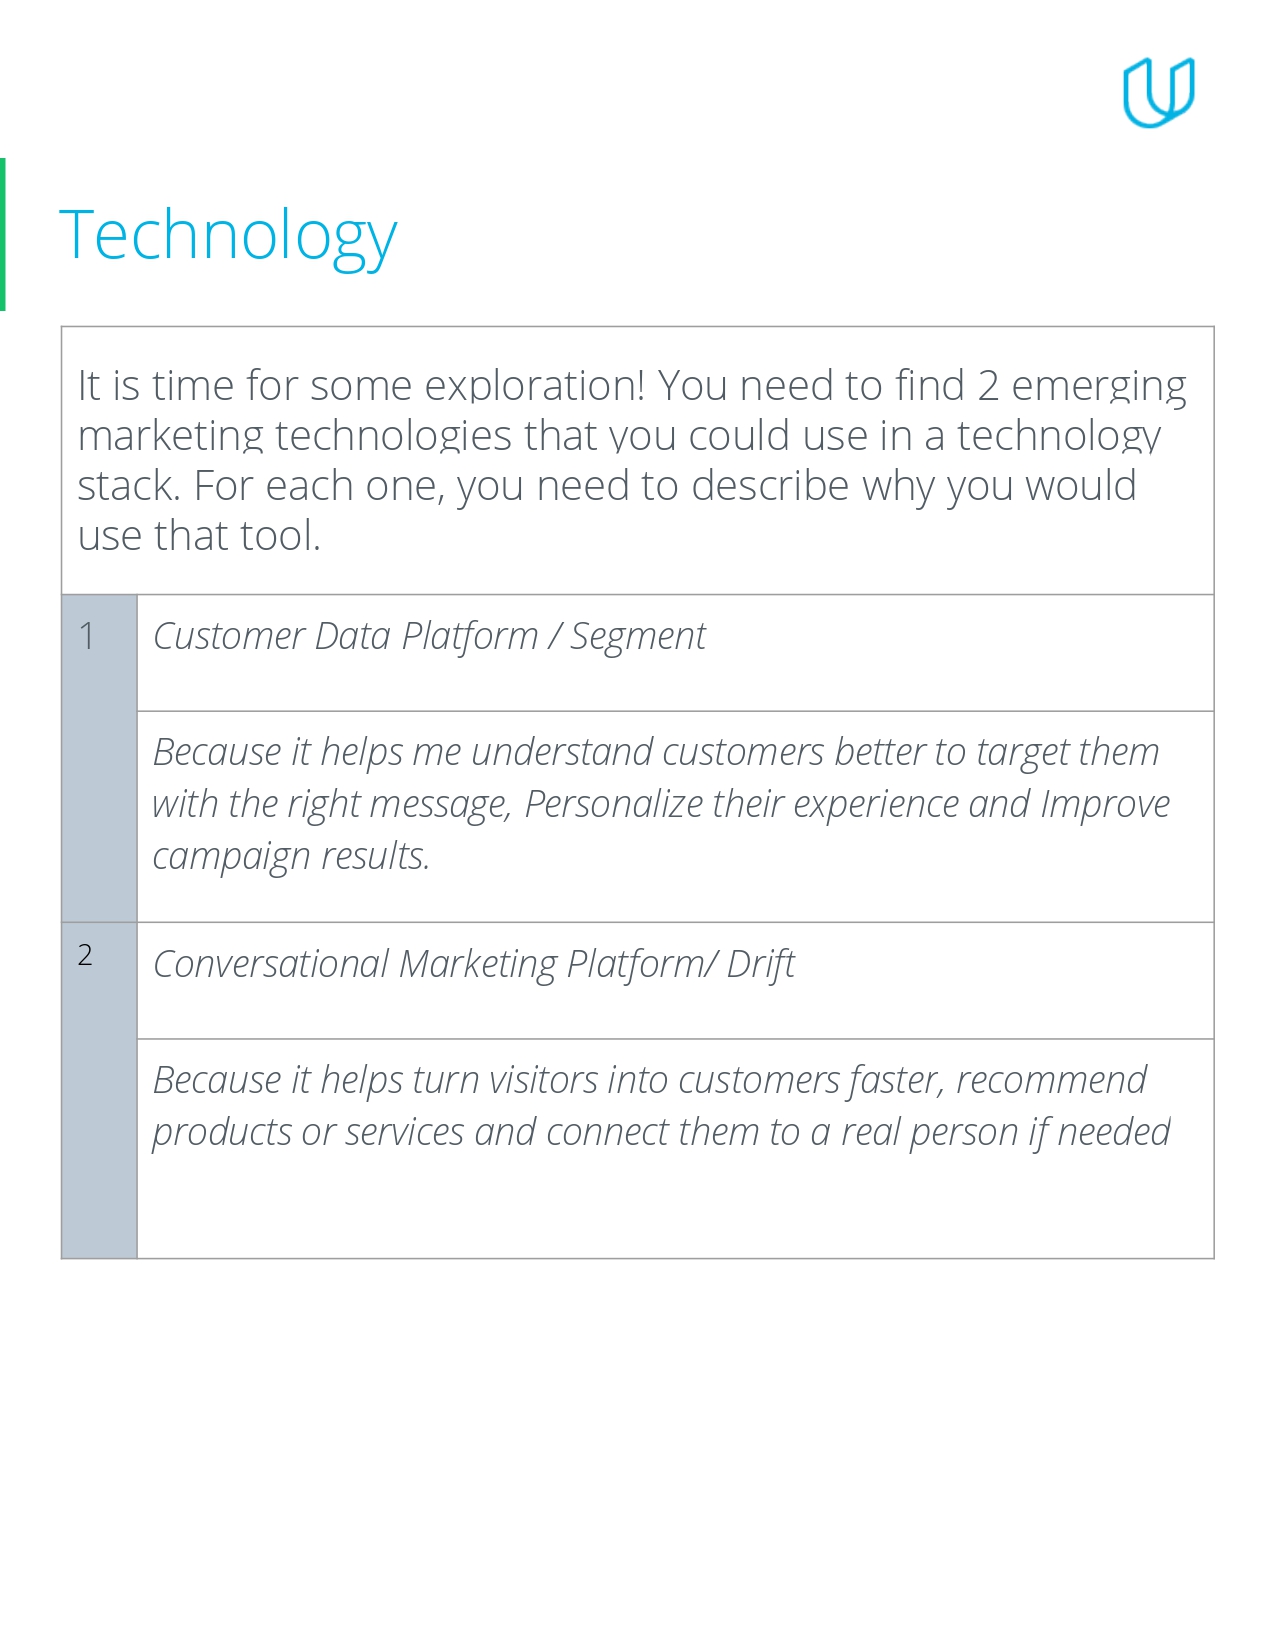 Technology
It is time for some exploration! You need to find 2 emerging
marketing technologies that you could use in a technology
stack. For each one, you need to describe why you would
use that tool.
1
Customer Data Platform / Segment
Because it helps me understand customers better to target them
with the right message, Personalize their experience and Improve
campaign results.
2
Conversational Marketing Platform/ Drift
Because it helps turn visitors into customers faster, recommend
products or services and connect them to a real person if needed